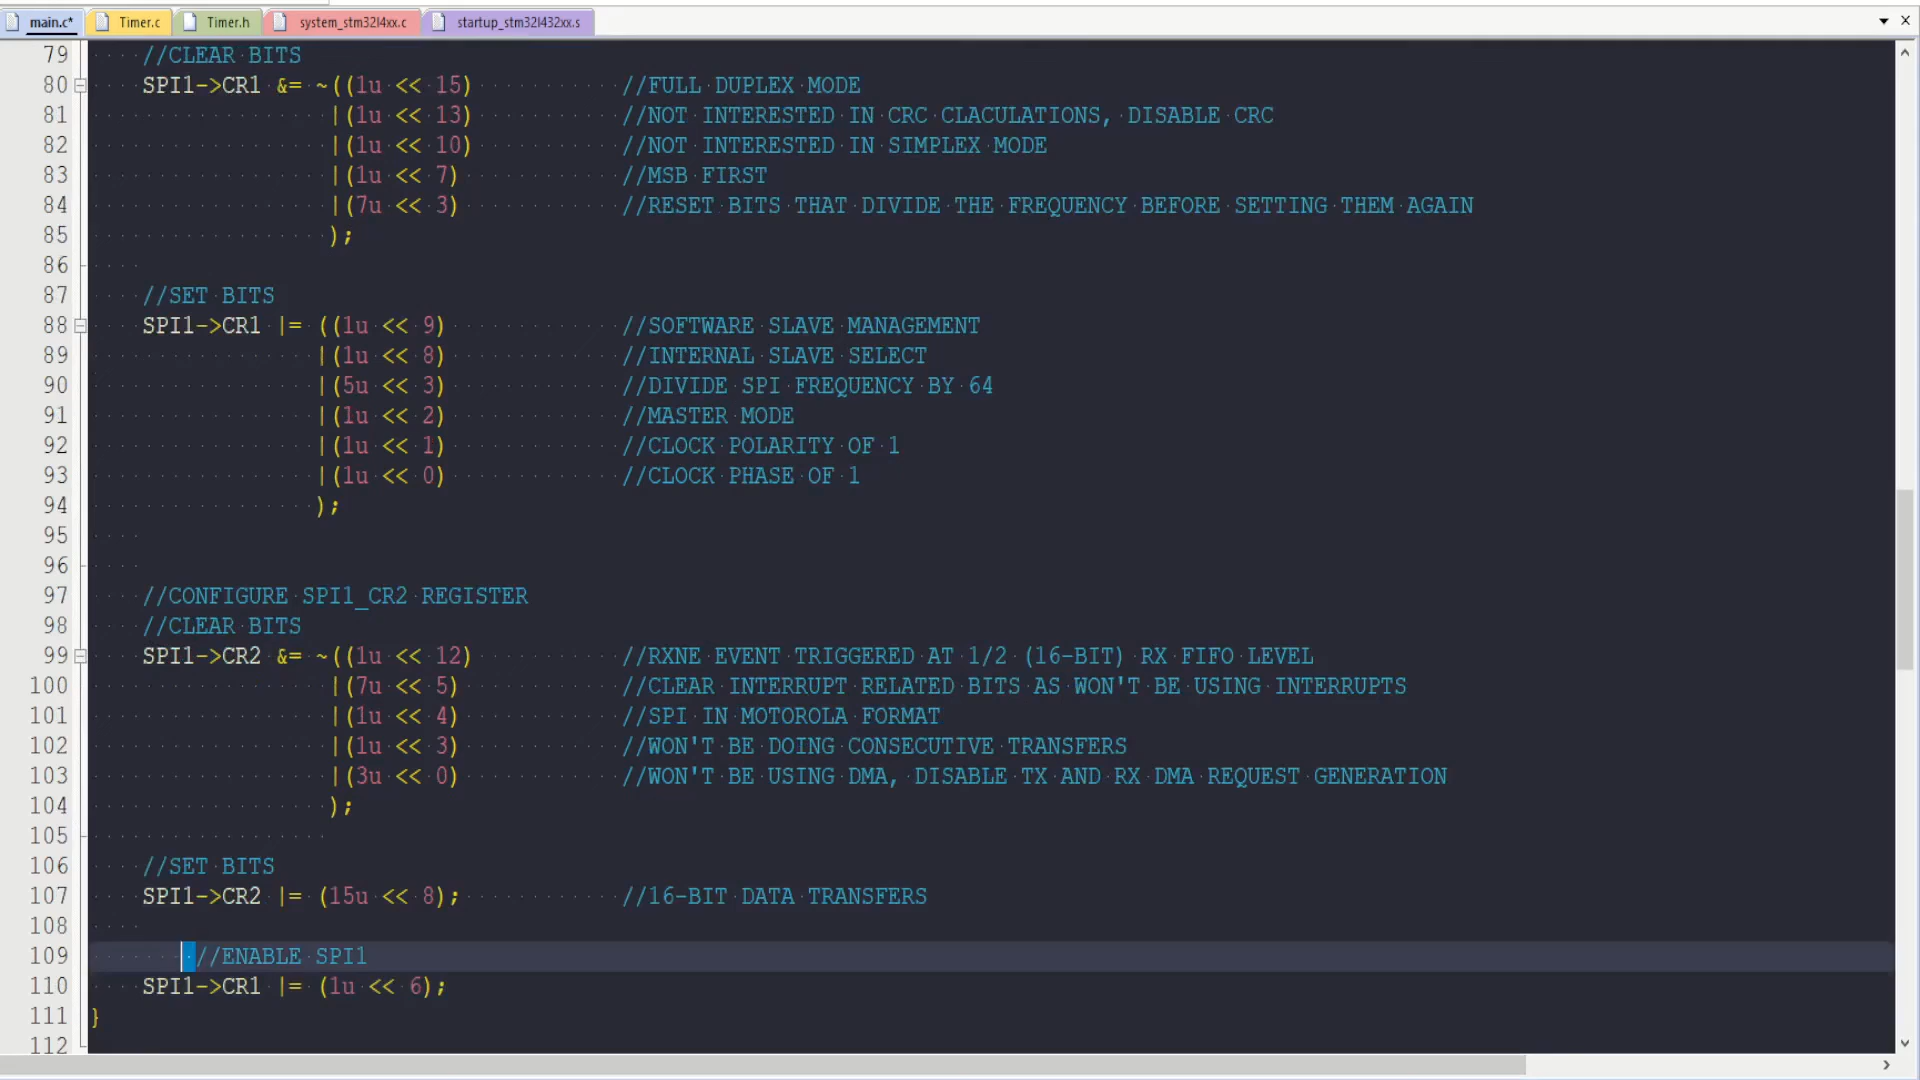 main.c* Timer.c Timer.h system_stm32l4xx.c startup_stm32l432xx.s
79 //CLEAR BITS
80 SPI1->CR1 &= ~((1u << 15) //FULL DUPLEX MODE
81 |(1u << 13) //NOT INTERESTED IN CRC CLACULATIONS, DISABLE CRC
82 |(1u << 10) //NOT INTERESTED IN SIMPLEX MODE
83 |(1u << 7) //MSB FIRST
84 |(7u << 3) //RESET BITS THAT DIVIDE THE FREQUENCY BEFORE SETTING THEM AGAIN
85 );
86
87 //SET BITS
88 SPI1->CR1 |= ((1u << 9) //SOFTWARE SLAVE MANAGEMENT
89 |(1u << 8) //INTERNAL SLAVE SELECT
90 |(5u << 3) //DIVIDE SPI FREQUENCY BY 64
91 |(1u << 2) //MASTER MODE
92 |(1u << 1) //CLOCK POLARITY OF 1
93 |(1u << 0) //CLOCK PHASE OF 1
94 );
95
96
97 //CONFIGURE SPI1_CR2 REGISTER
98 //CLEAR BITS
99 SPI1->CR2 &= ~((1u << 12) //RXNE EVENT TRIGGERED AT 1/2 (16-BIT) RX FIFO LEVEL
100 |(7u << 5) //CLEAR INTERRUPT RELATED BITS AS WON'T BE USING INTERRUPTS
101 |(1u << 4) //SPI IN MOTOROLA FORMAT
102 |(1u << 3) //WON'T BE DOING CONSECUTIVE TRANSFERS
103 |(3u << 0) //WON'T BE USING DMA, DISABLE TX AND RX DMA REQUEST GENERATION
104 );
105
106 //SET BITS
107 SPI1->CR2 |= (15u << 8); //16-BIT DATA TRANSFERS
108
109 //ENABLE SPI1
110 SPI1->CR1 |= (1u << 6);
111 }
112